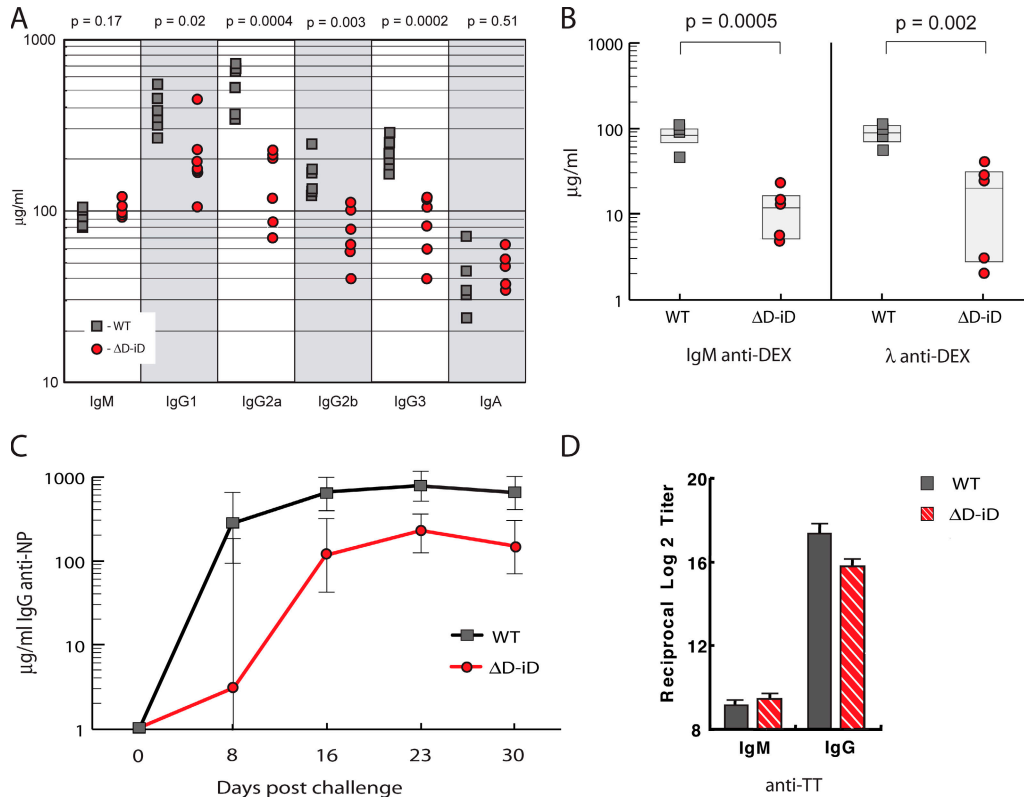 A
p = 0.17 p = 0.02 p = 0.0004 p = 0.003 p = 0.0002 p = 0.51
1000
100
10
µg/ml
- WT
- ΔD-iD
IgM IgG1 IgG2a IgG2b IgG3 IgA
B
p = 0.0005 p = 0.002
1000
100
10
1
µg/ml
WT ΔD-iD WT ΔD-iD
IgM anti-DEX λ anti-DEX
C
1000
100
10
1
µg/ml IgG anti-NP
WT
ΔD-iD
0 8 16 23 30
Days post challenge
D
20
16
12
8
Reciprocal Log 2 Titer
WT
ΔD-iD
IgM IgG
anti-TT